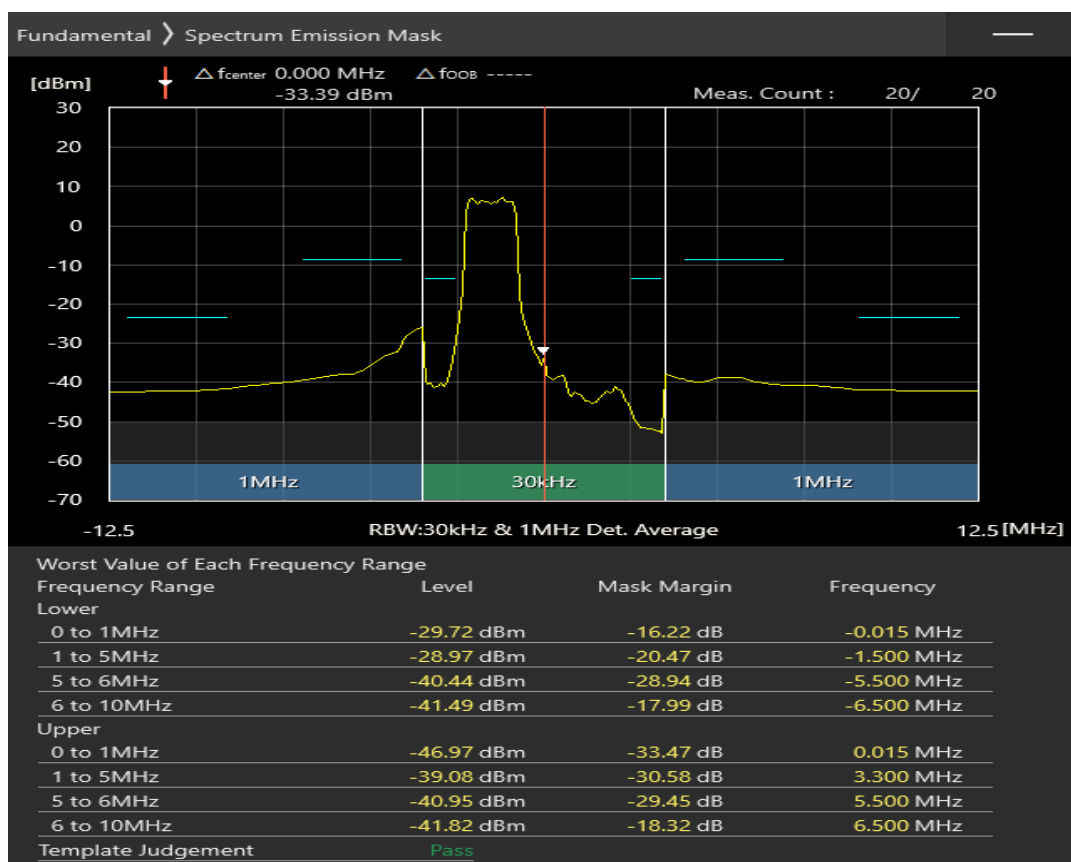 Fundamental ❯ Spectrum Emission Mask
△ fcenter 0.000 MHz △ fOOB -----
-33.39 dBm
Meas. Count : 20/ 20
[dBm]
30
20
10
0
-10
-20
-30
-40
-50
-60
-70
1MHz 30kHz 1MHz
-12.5 RBW:30kHz & 1MHz Det. Average 12.5 [MHz]
Worst Value of Each Frequency Range
Frequency Range Level Mask Margin Frequency
Lower
0 to 1MHz -29.72 dBm -16.22 dB -0.015 MHz
1 to 5MHz -28.97 dBm -20.47 dB -1.500 MHz
5 to 6MHz -40.44 dBm -28.94 dB -5.500 MHz
6 to 10MHz -41.49 dBm -17.99 dB -6.500 MHz
Upper
0 to 1MHz -46.97 dBm -33.47 dB 0.015 MHz
1 to 5MHz -39.08 dBm -30.58 dB 3.300 MHz
5 to 6MHz -40.95 dBm -29.45 dB 5.500 MHz
6 to 10MHz -41.82 dBm -18.32 dB 6.500 MHz
Template Judgement Pass